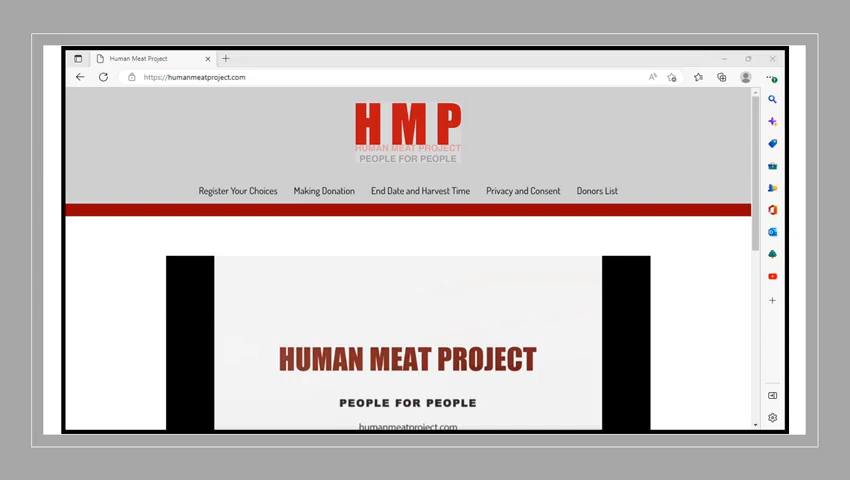 Human Meat Project
https://humanmeatproject.com
HMP
HUMAN MEAT PROJECT
PEOPLE FOR PEOPLE
Register Your Choices Making Donation End Date and Harvest Time Privacy and Consent Donors List
HUMAN MEAT PROJECT
PEOPLE FOR PEOPLE
humanmeatproject.com